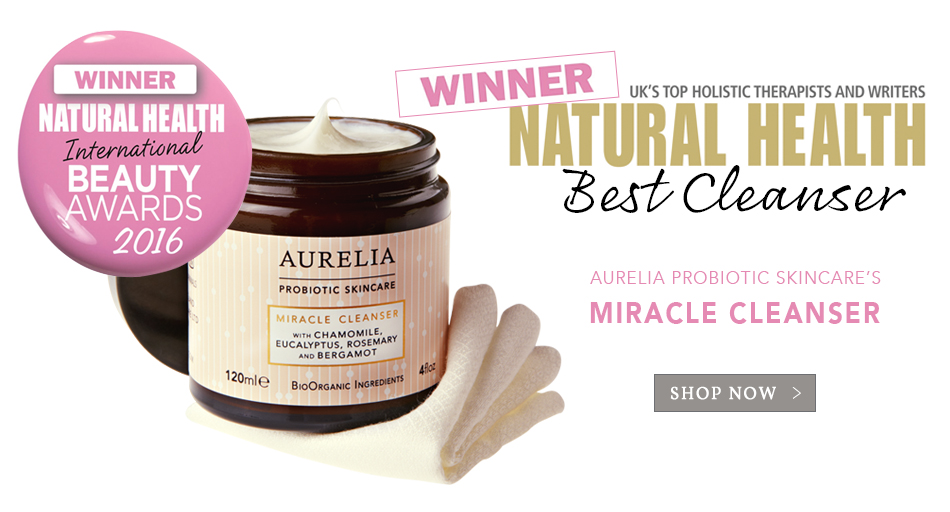 WINNER
NATURAL HEALTH
International
BEAUTY
AWARDS
2016
WINNER
UK'S TOP HOLISTIC THERAPISTS AND WRITERS
NATURAL HEALTH
Best Cleanser
AURELIA PROBIOTIC SKINCARE'S
MIRACLE CLEANSER
SHOP NOW >
AURELIA
PROBIOTIC SKINCARE
MIRACLE CLEANSER
WITH CHAMOMILE,
EUCALYPTUS, ROSEMARY
AND BERGAMOT
120ml℮ 4floz
BIOORGANIC INGREDIENTS